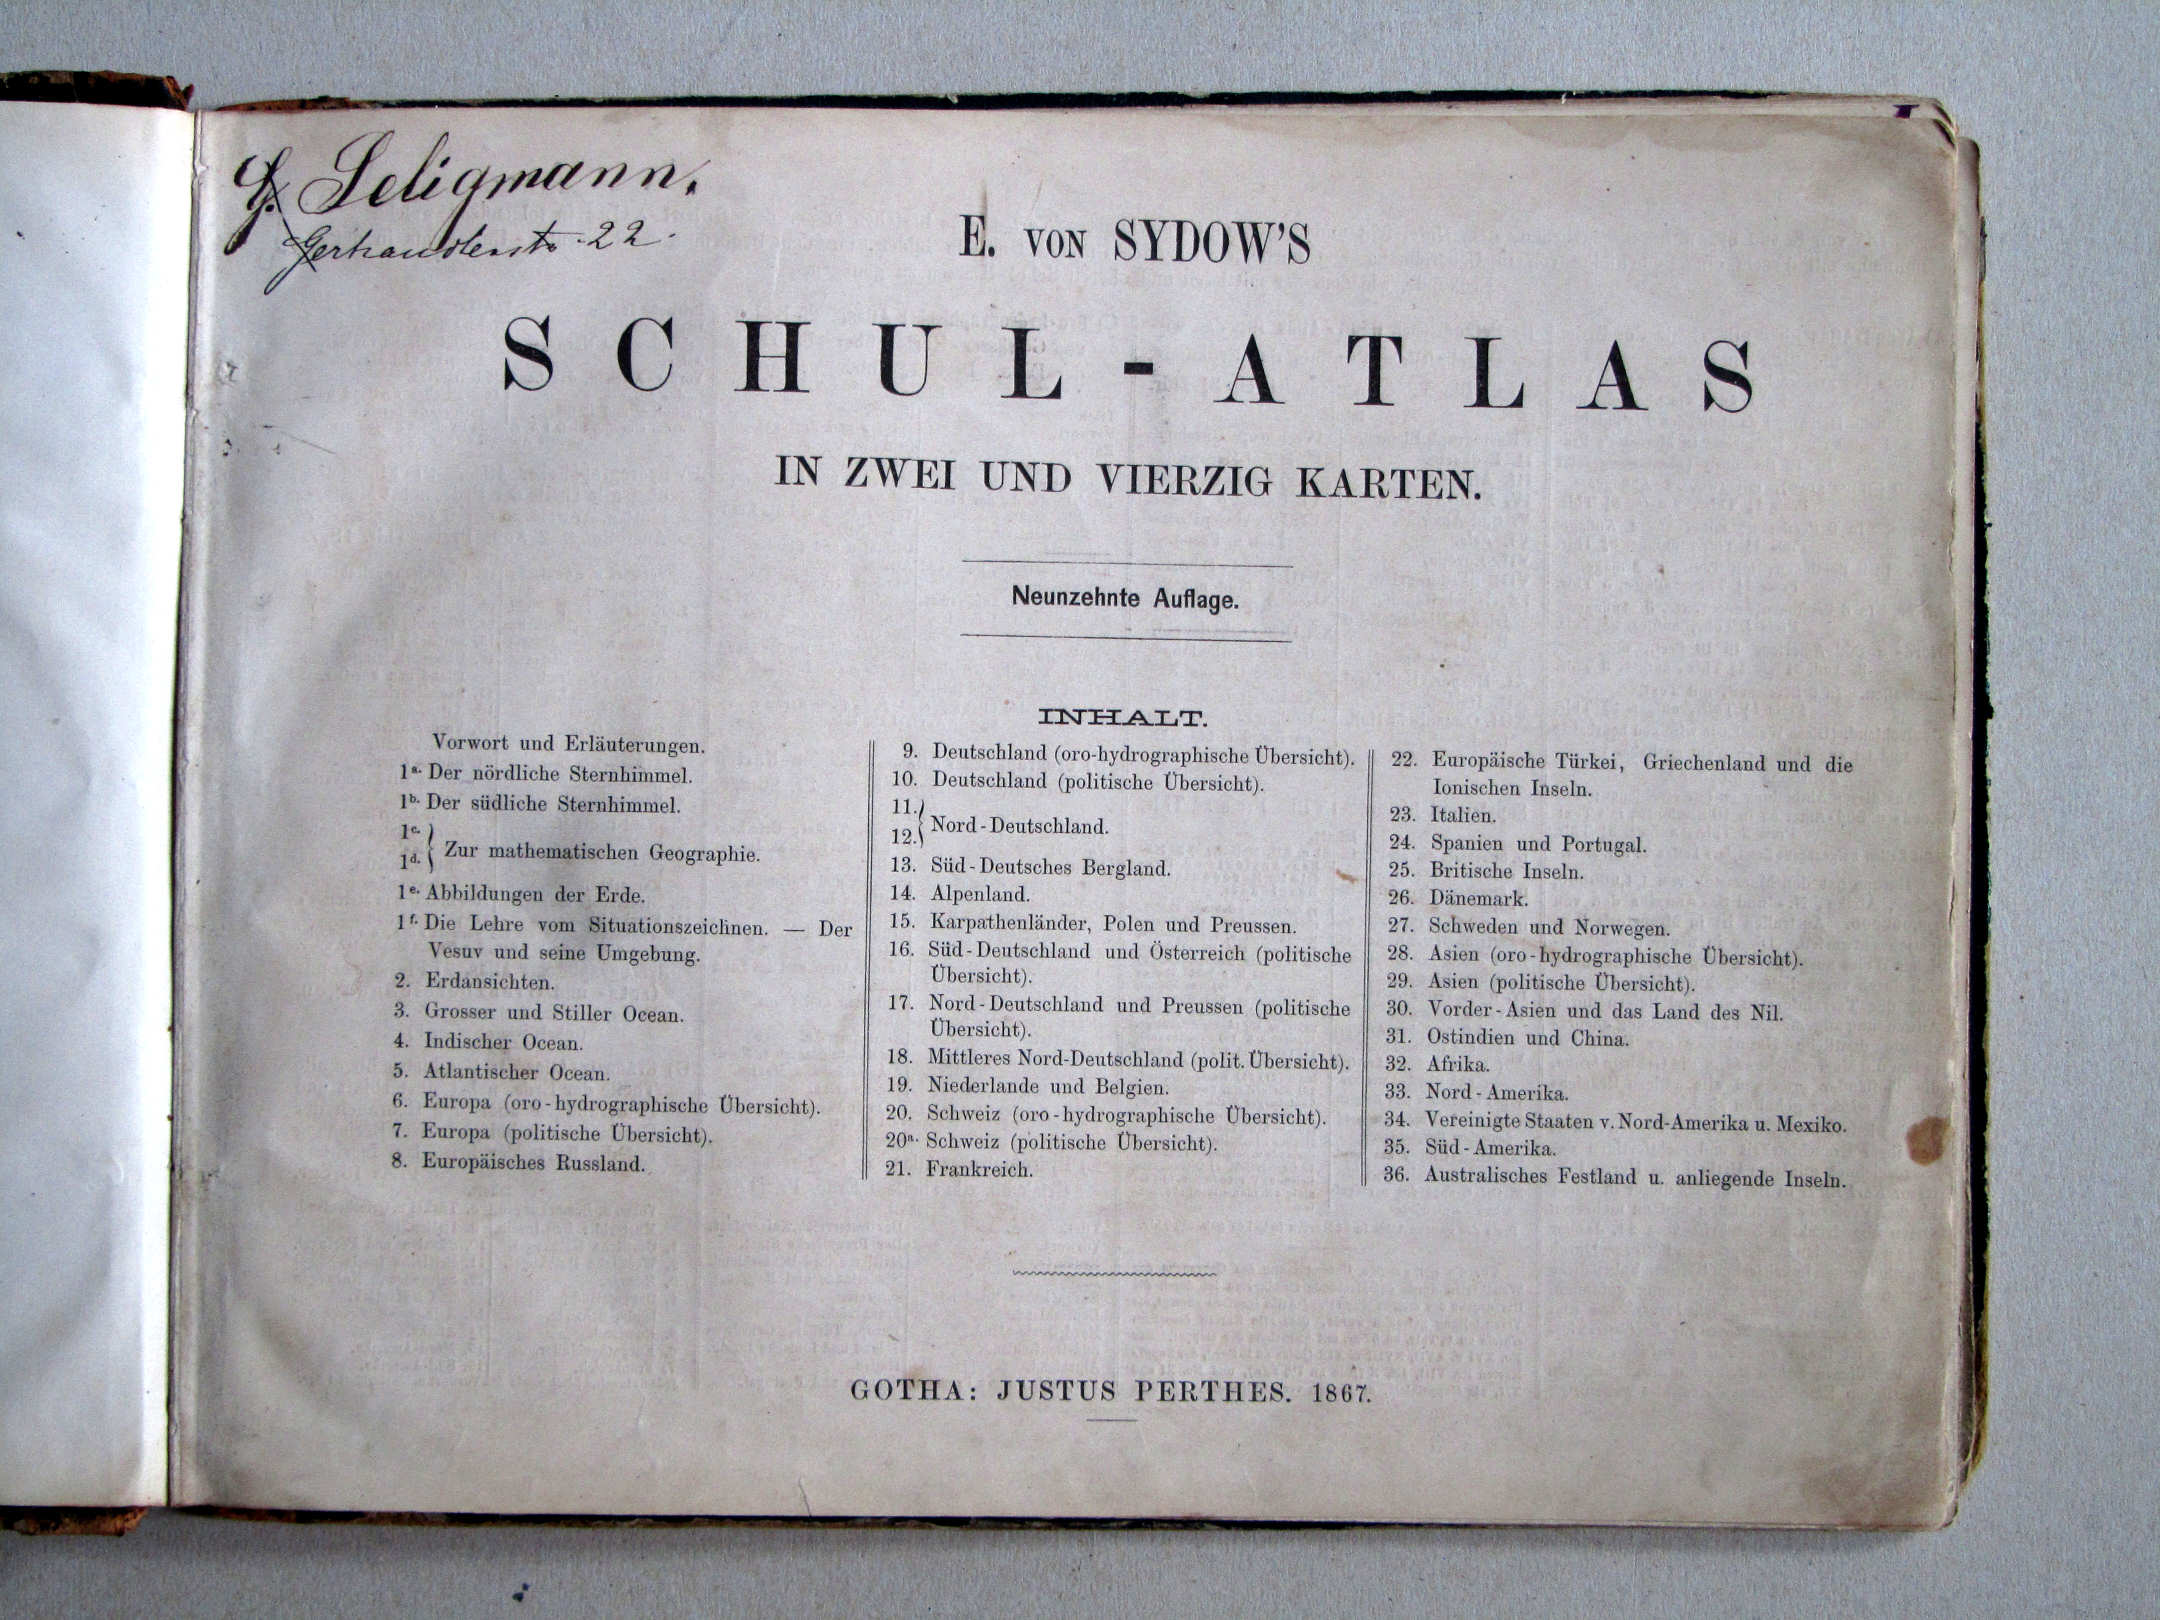 G. Seligmann.
22.
E. VON SYDOW'S
SCHUL-ATLAS
IN ZWEI UND VIERZIG KARTEN.
Neunzehnte Auflage.
INHALT.
Vorwort und Erläuterungen.
1a. Der nördliche Sternhimmel.
1b. Der südliche Sternhimmel.
1c.
1d. } Zur mathematischen Geographie.
1e. Abbildungen der Erde.
1f. Die Lehre vom Situationszeichnen. — Der
Vesuv und seine Umgebung.
2. Erdansichten.
3. Grosser und Stiller Ocean.
4. Indischer Ocean.
5. Atlantischer Ocean.
6. Europa (oro-hydrographische Übersicht).
7. Europa (politische Übersicht).
8. Europäisches Russland.
9. Deutschland (oro-hydrographische Übersicht).
10. Deutschland (politische Übersicht).
11.
12. } Nord-Deutschland.
13. Süd-Deutsches Bergland.
14. Alpenland.
15. Karpathenländer, Polen und Preussen.
16. Süd-Deutschland und Österreich (politische
Übersicht).
17. Nord-Deutschland und Preussen (politische
Übersicht).
18. Mittleres Nord-Deutschland (polit. Übersicht).
19. Niederlande und Belgien.
20. Schweiz (oro-hydrographische Übersicht).
20a. Schweiz (politische Übersicht).
21. Frankreich.
22. Europäische Türkei, Griechenland und die
Ionischen Inseln.
23. Italien.
24. Spanien und Portugal.
25. Britische Inseln.
26. Dänemark.
27. Schweden und Norwegen.
28. Asien (oro-hydrographische Übersicht).
29. Asien (politische Übersicht).
30. Vorder-Asien und das Land des Nil.
31. Ostindien und China.
32. Afrika.
33. Nord-Amerika.
34. Vereinigte Staaten v. Nord-Amerika u. Mexiko.
35. Süd-Amerika.
36. Australisches Festland u. anliegende Inseln.
GOTHA: JUSTUS PERTHES. 1867.